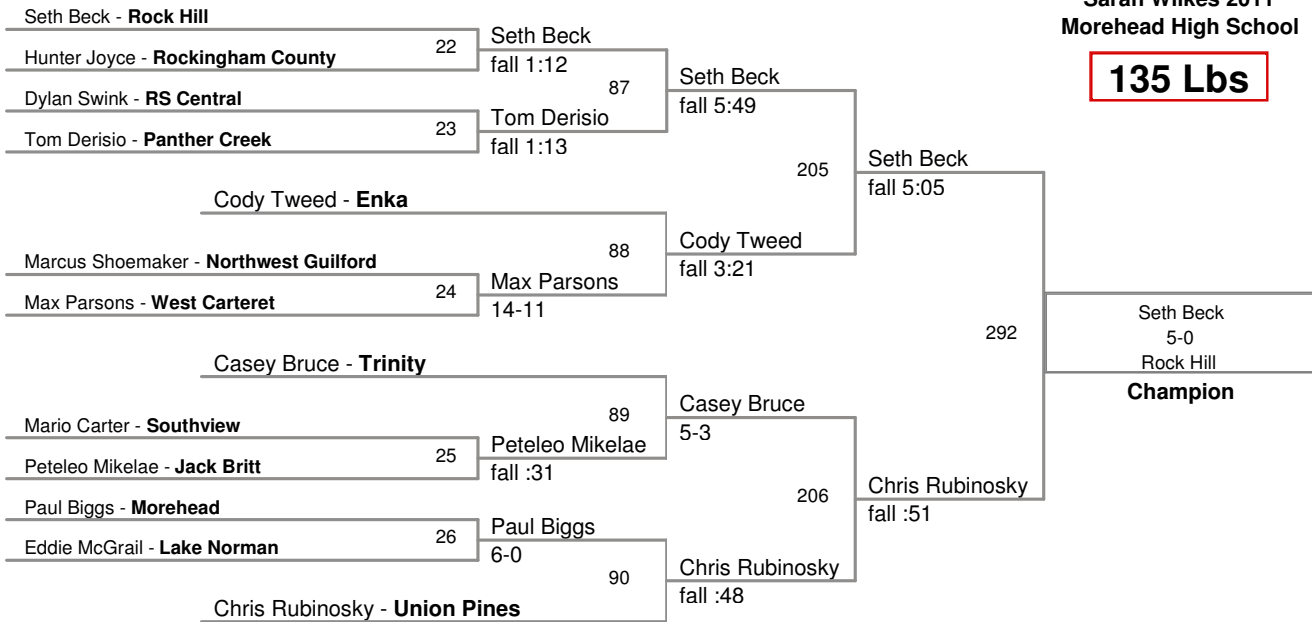 Sarah Wilkes 2011
Morehead High School
135 Lbs
Seth Beck - Rock Hill
Hunter Joyce - Rockingham County
22
Seth Beck
fall 1:12
Dylan Swink - RS Central
Tom Derisio - Panther Creek
23
Tom Derisio
fall 1:13
87
Seth Beck
fall 5:49
Cody Tweed - Enka
Marcus Shoemaker - Northwest Guilford
Max Parsons - West Carteret
24
Max Parsons
14-11
88
Cody Tweed
fall 3:21
205
Seth Beck
fall 5:05
Casey Bruce - Trinity
Mario Carter - Southview
Peteleo Mikelae - Jack Britt
25
Peteleo Mikelae
fall :31
89
Casey Bruce
5-3
Paul Biggs - Morehead
Eddie McGrail - Lake Norman
26
Paul Biggs
6-0
Chris Rubinosky - Union Pines
90
Chris Rubinosky
fall :48
206
Chris Rubinosky
fall :51
292
Seth Beck
5-0
Rock Hill
Champion